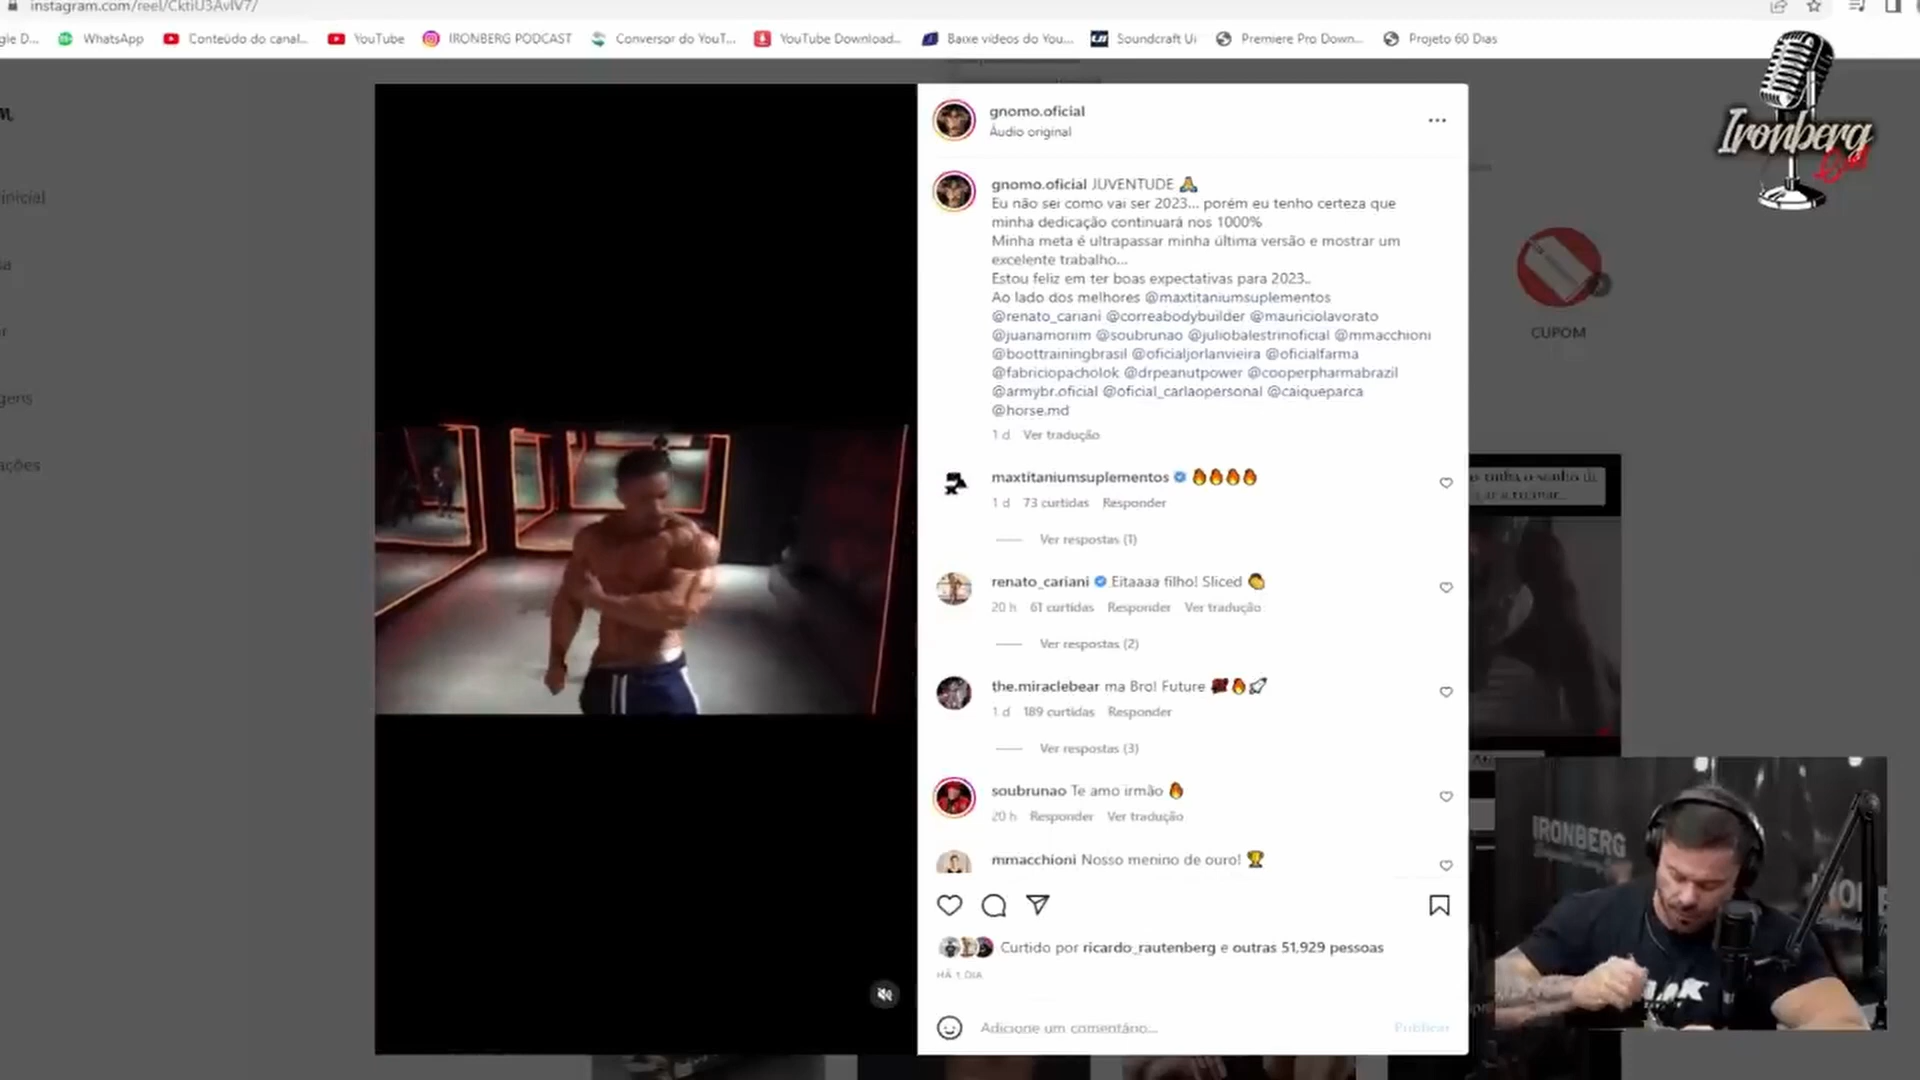 instagram.com/reel/CktiU3AvlV7/
gle D...
WhatsApp
Conteúdo do canal...
YouTube
IRONBERG PODCAST
Conversor do YouT...
YouTube Download...
Baixe vídeos do You...
Soundcraft Ui
Premiere Pro Down...
Projeto 60 Dias
Ironberg
inicial
gens
ações
gnomo.oficial
Áudio original
gnomo.oficial JUVENTUDE 🙏
Eu não sei como vai ser 2023... porém eu tenho certeza que
minha dedicação continuará nos 1000%
Minha meta é ultrapassar minha última versão e mostrar um
excelente trabalho...
Estou feliz em ter boas expectativas para 2023..
Ao lado dos melhores @maxtitaniumsuplementos
@renato_cariani @correabodybuilder @mauriciolavorato
@juanamoriim @soubrunao @juliobalestrinoficial @mmacchioni
@boottrainingbrasil @oficialjorlanvieira @oficialfarma
@fabriciopacholok @drpeanutpower @cooperpharmabrazil
@armybr.oficial @oficial_carlaopersonal @caiqueparca
@horse.md
1 d Ver tradução
maxtitaniumsuplementos 🔥🔥🔥🔥
1 d 73 curtidas Responder
Ver respostas (1)
renato_cariani Eitaaaa filho! Sliced 👏
20 h 61 curtidas Responder Ver tradução
Ver respostas (2)
the.miraclebear ma Bro! Future 💯🔥🚀
1 d 189 curtidas Responder
Ver respostas (3)
soubrunao Te amo irmão 🔥
20 h Responder Ver tradução
mmacchioni Nosso menino de ouro! 🏆
Curtido por ricardo_rautenberg e outras 51,929 pessoas
HÁ 1 DIA
Adicione um comentário...
Publicar
CUPOM
IRONBERG